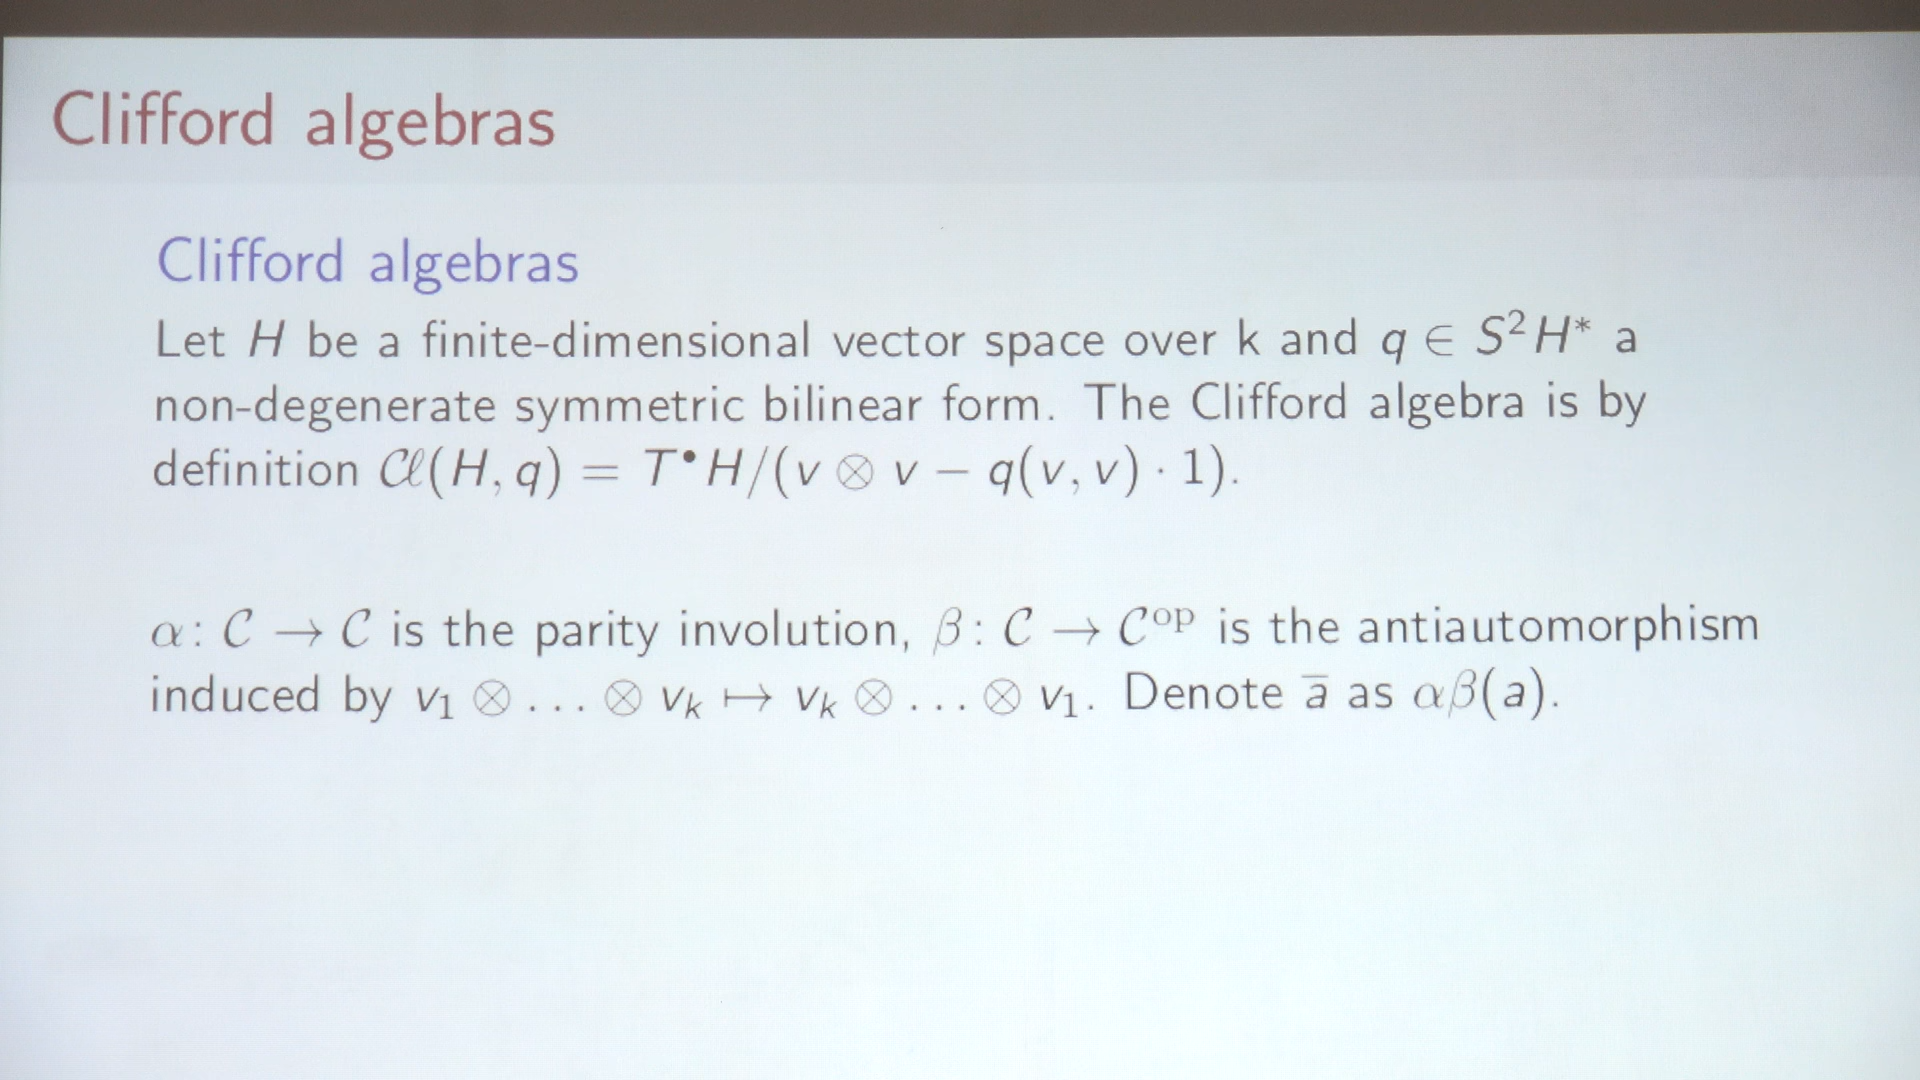 Clifford algebras
Clifford algebras
Let H be a finite-dimensional vector space over k and q ∈ S²H* a
non-degenerate symmetric bilinear form. The Clifford algebra is by
definition 𝒞ℓ(H, q) = T•H/(v ⊗ v − q(v, v) · 1).
α: 𝒞 → 𝒞 is the parity involution, β: 𝒞 → 𝒞ᵒᵖ is the antiautomorphism
induced by v₁ ⊗ . . . ⊗ vₖ ↦ vₖ ⊗ . . . ⊗ v₁. Denote a̅ as αβ(a).